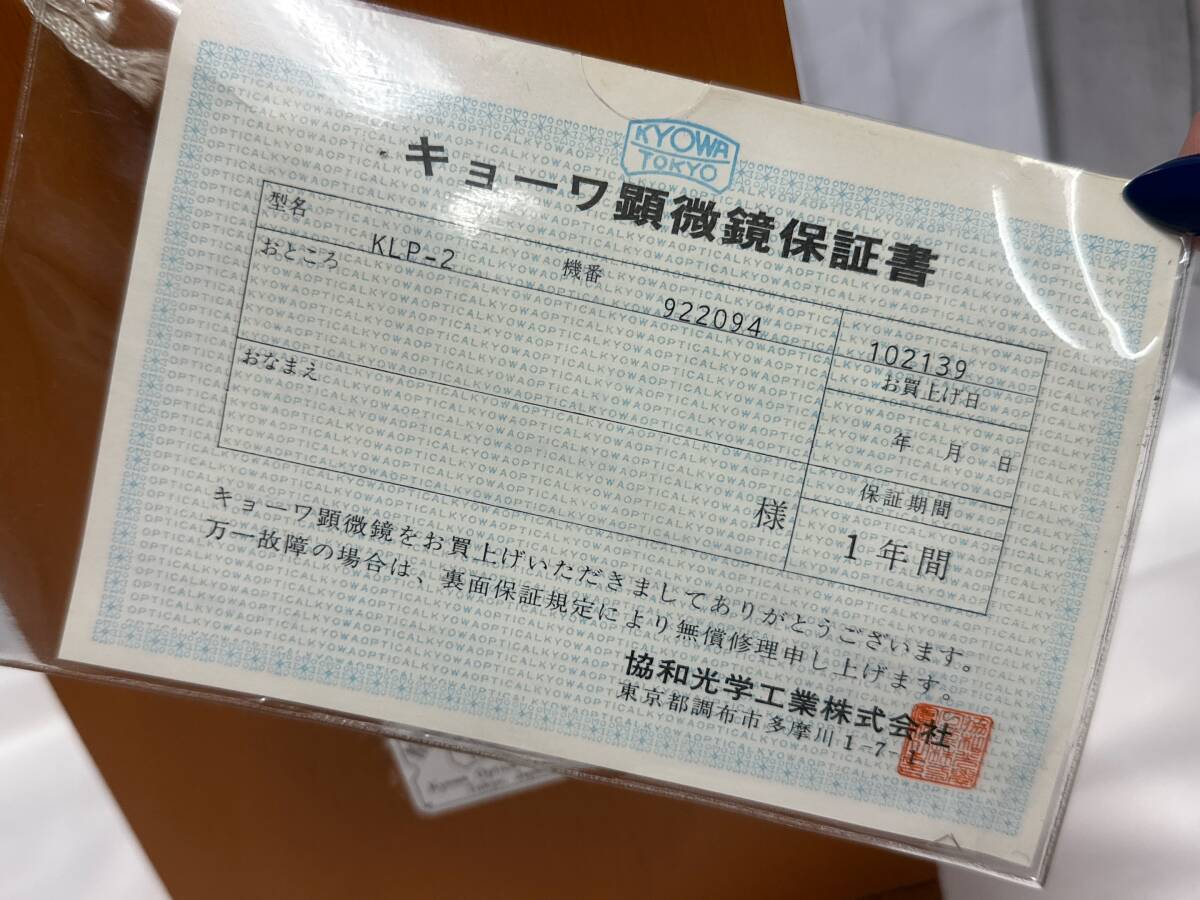 KYOWA
TOKYO
キョーワ顕微鏡保証書
型名 KLP-2 機番 922094
102139
おところ
お買上げ日
年 月 日
おなまえ
様
保証期間
1年間
キョーワ顕微鏡をお買上げいただきましてありがとうございます。
万一故障の場合は、裏面保証規定により無償修理申し上げます。
協和光学工業株式会社
東京都調布市多摩川1-7-1